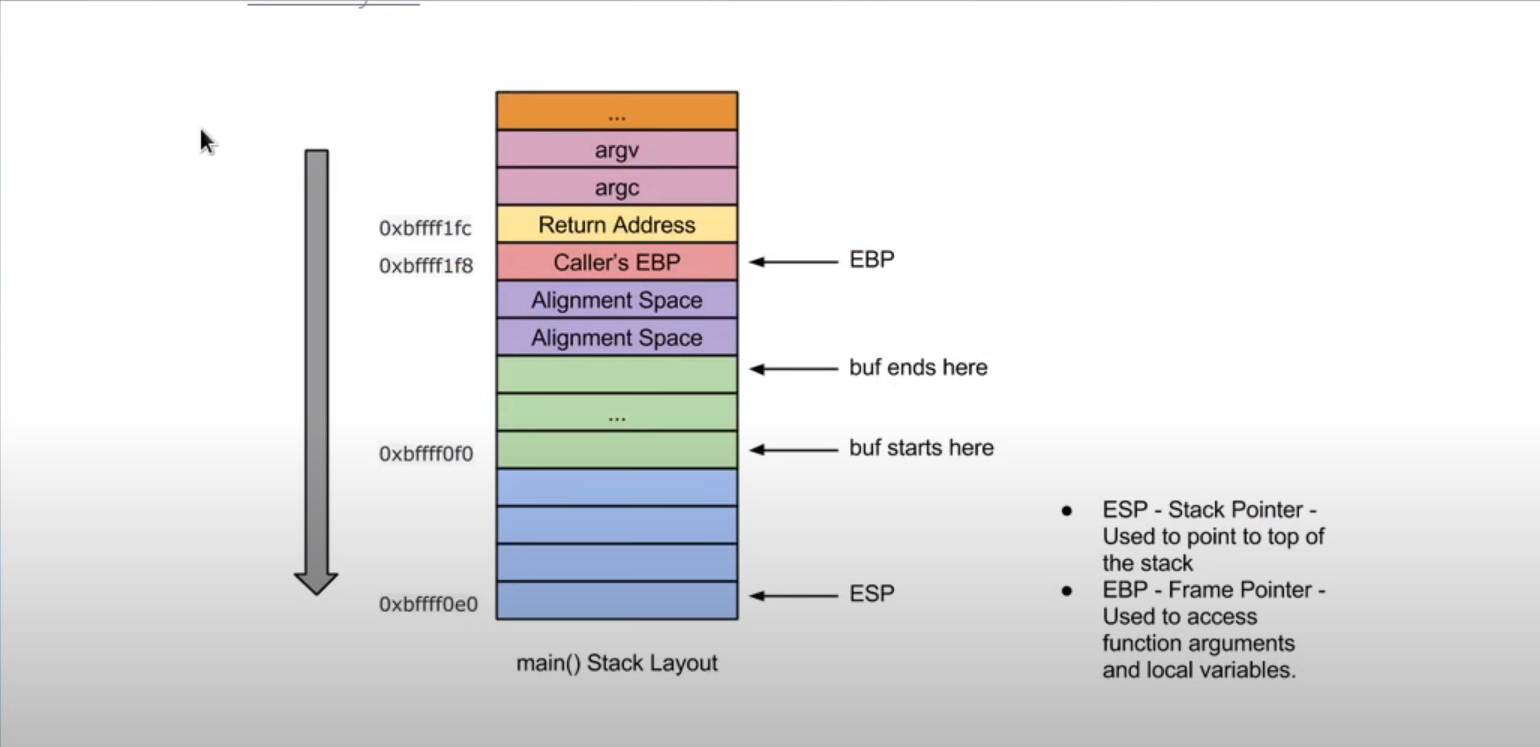 ...
argv
argc
0xbffff1fc
Return Address
0xbffff1f8
Caller's EBP
EBP
Alignment Space
Alignment Space
buf ends here
...
0xbffff0f0
buf starts here
0xbffff0e0
ESP
main() Stack Layout
● ESP - Stack Pointer -
Used to point to top of
the stack
● EBP - Frame Pointer -
Used to access
function arguments
and local variables.